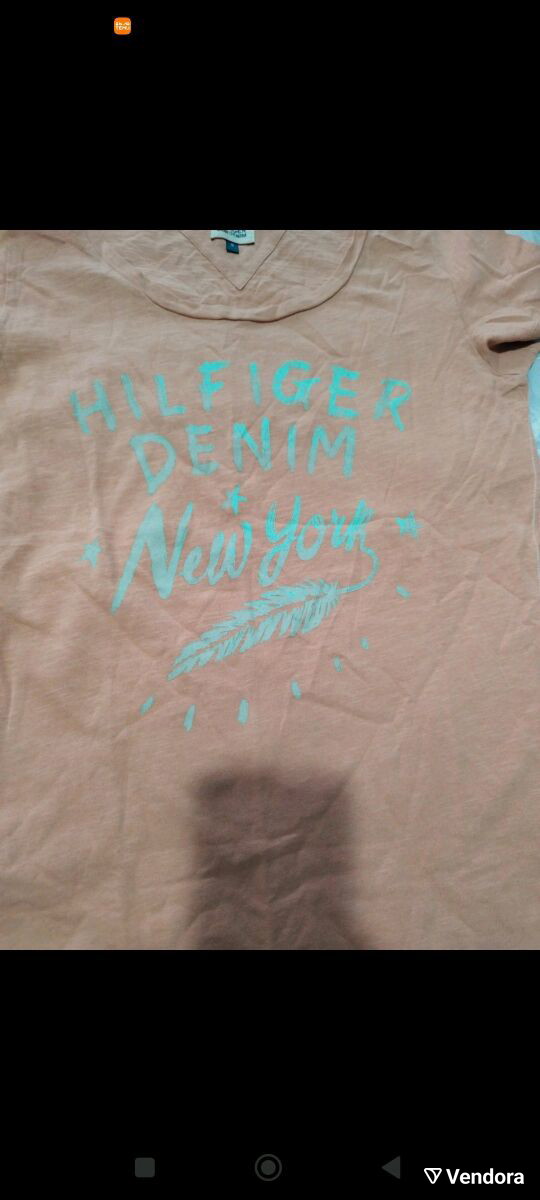 HILFIGER
DENIM
New York
Vendora